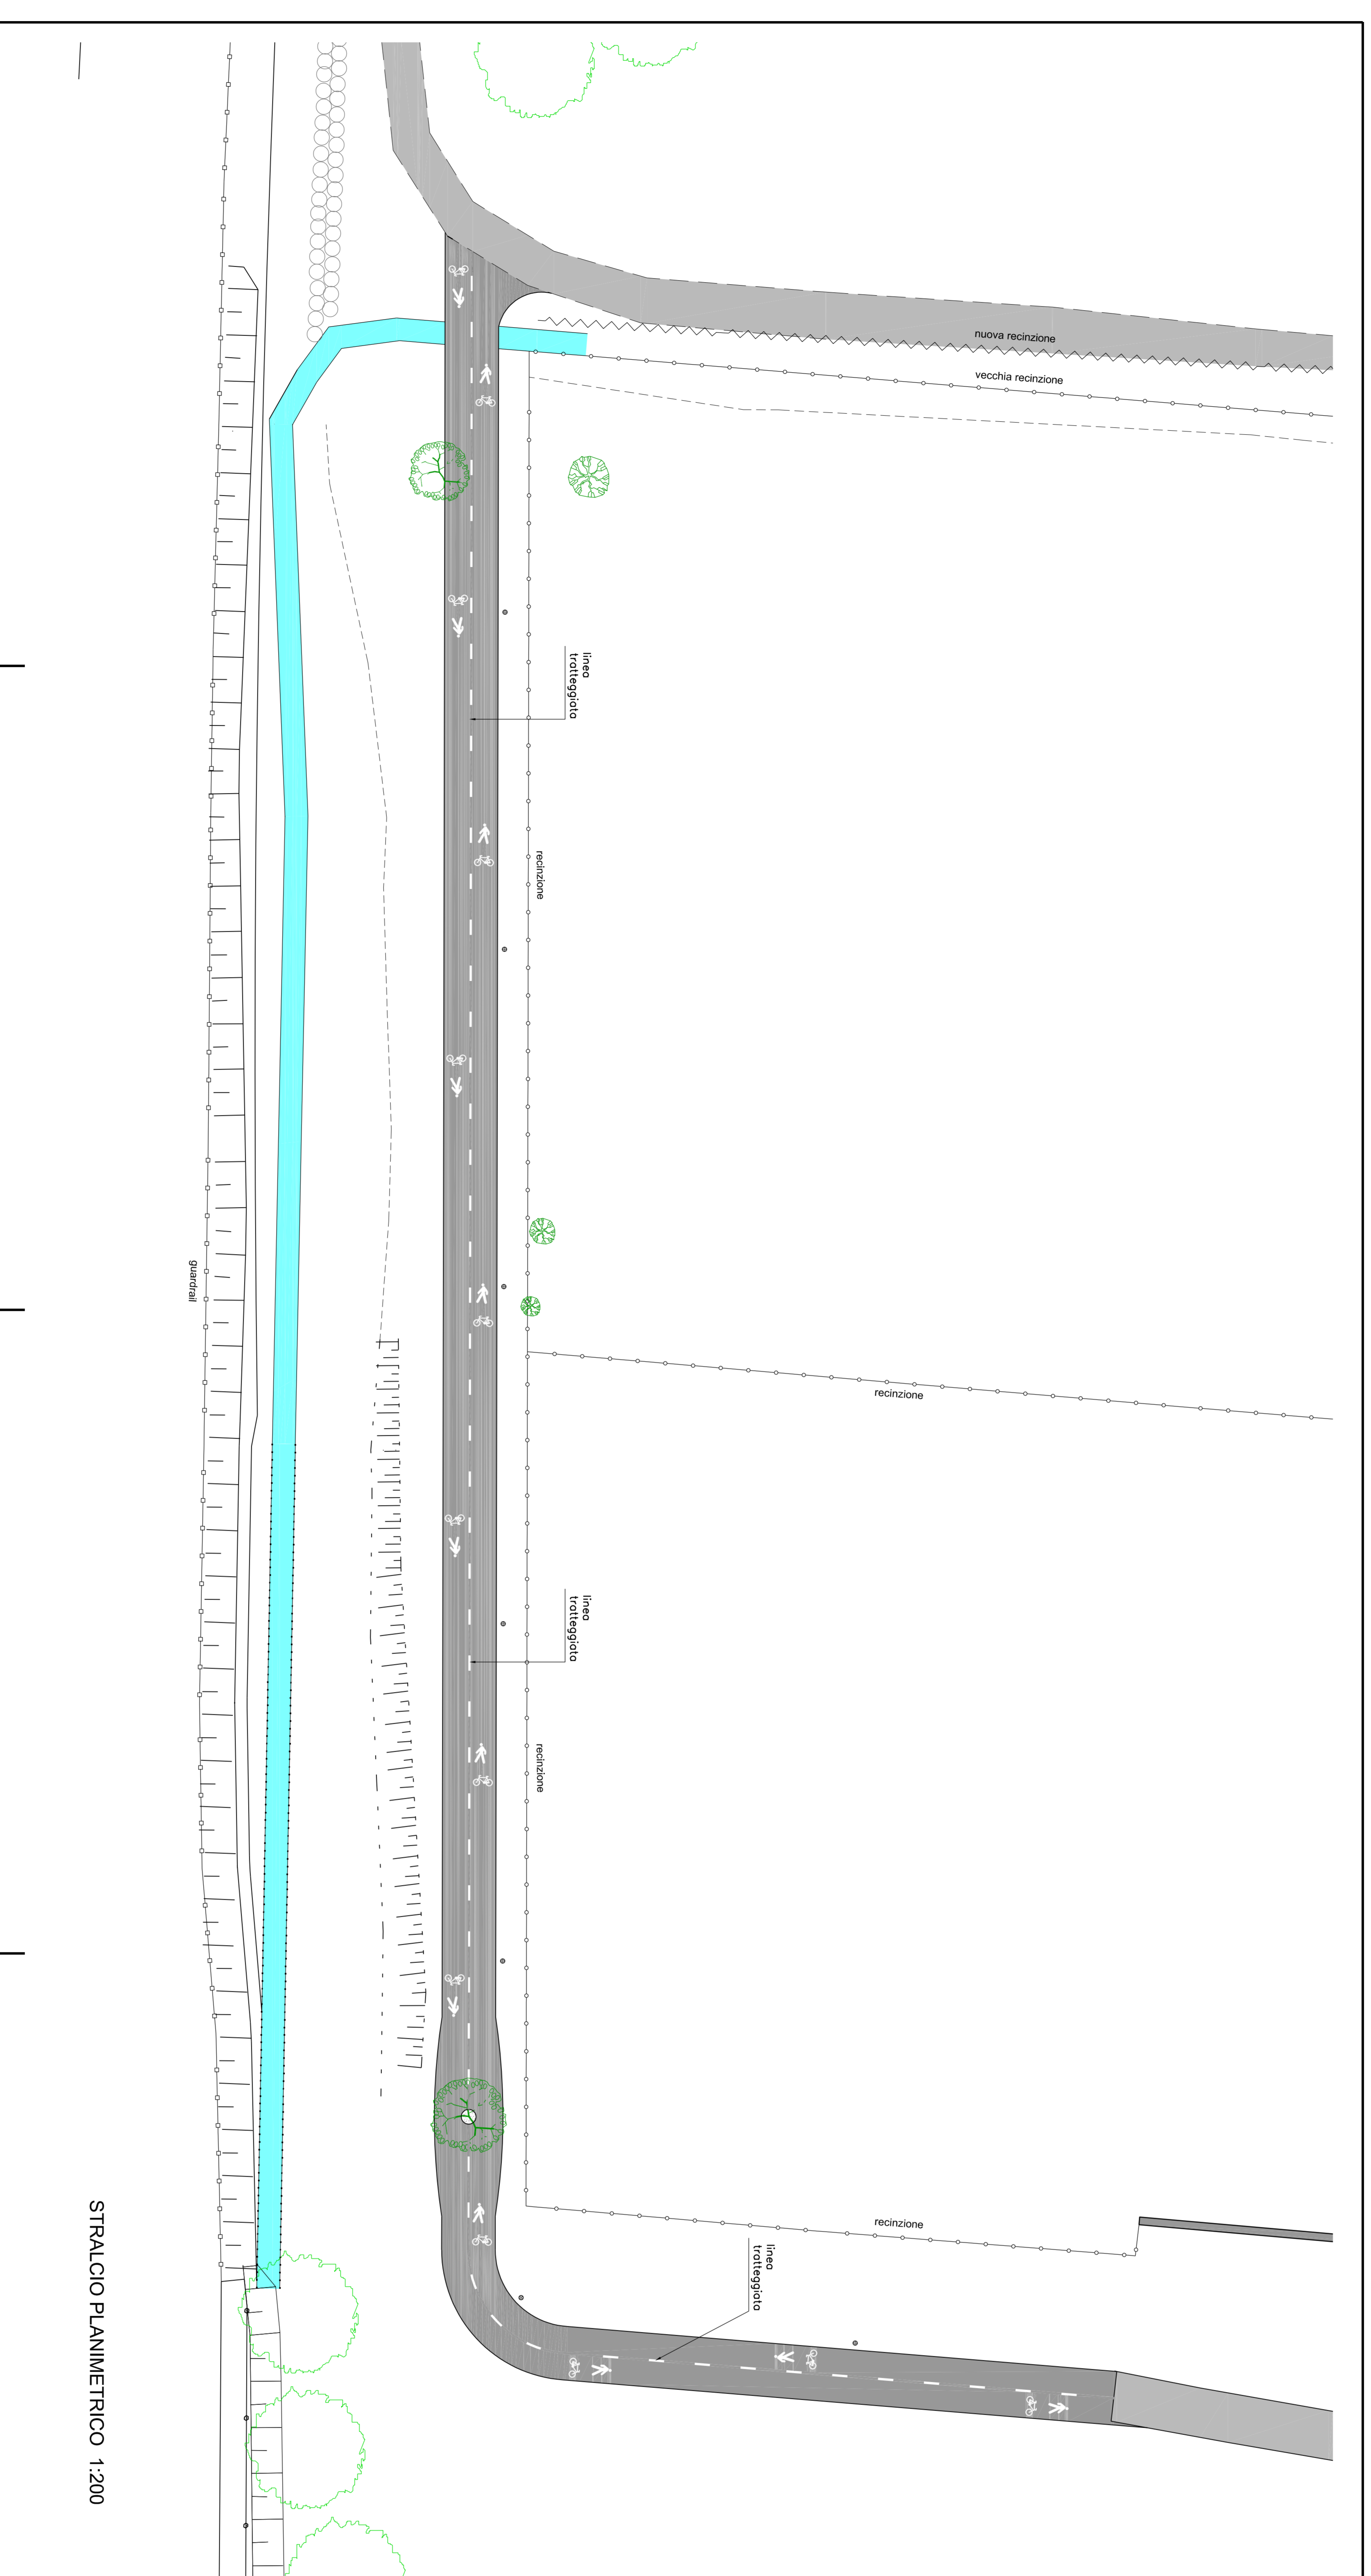 nuova recinzione
vecchia recinzione
linea
tratteggiata
recinzione
guardrail
recinzione
linea
tratteggiata
recinzione
recinzione
linea
tratteggiata
STRALCIO PLANIMETRICO 1:200